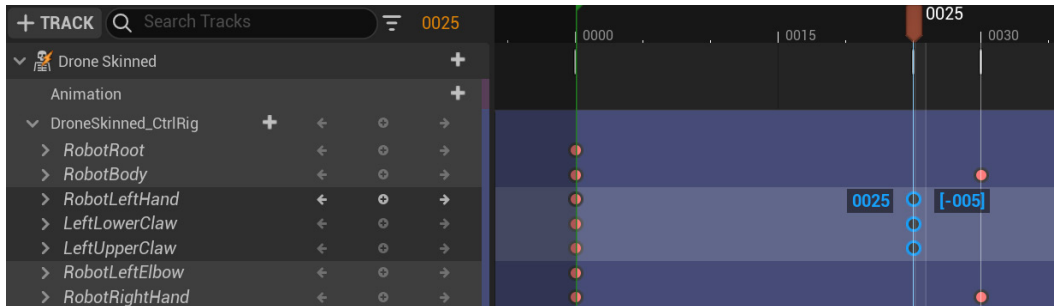 + TRACK Search Tracks 0025 0025
0000 0015 0030
Drone Skinned
Animation
DroneSkinned_CtrlRig
RobotRoot
RobotBody
RobotLeftHand 0025 [-005]
LeftLowerClaw
LeftUpperClaw
RobotLeftElbow
RobotRightHand